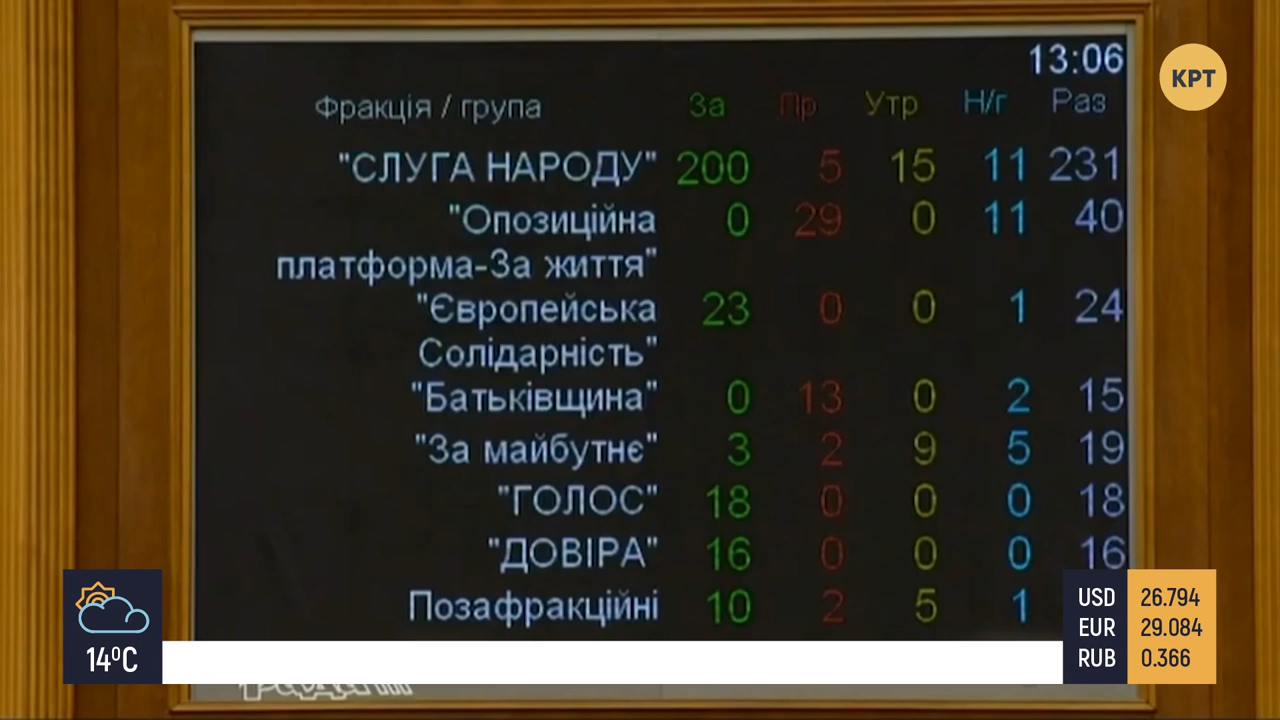 13:06
КРТ
Фракція / група За Пр Утр Н/г Раз
"СЛУГА НАРОДУ" 200 5 15 11 231
"Опозиційна 0 29 0 11 40
платформа-За життя"
"Європейська 23 0 0 1 24
Солідарність"
"Батьківщина" 0 13 0 2 15
"За майбутнє" 3 2 9 5 19
"ГОЛОС" 18 0 0 0 18
"ДОВІРА" 16 0 0 0 16
Позафракційні 10 2 5 1
USD 26.794
EUR 29.084
RUB 0.366
14°C